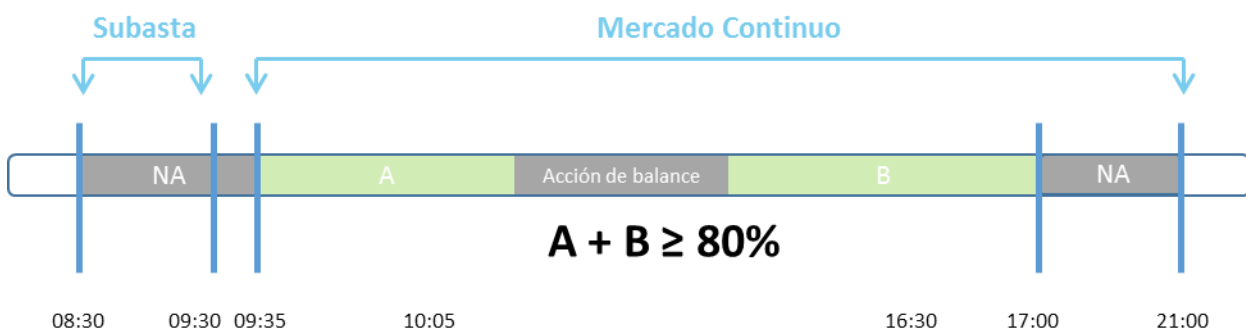 Subasta
Mercado Continuo
NA
A
Acción de balance
B
NA
A + B ≥ 80%
08:30
09:30
09:35
10:05
16:30
17:00
21:00